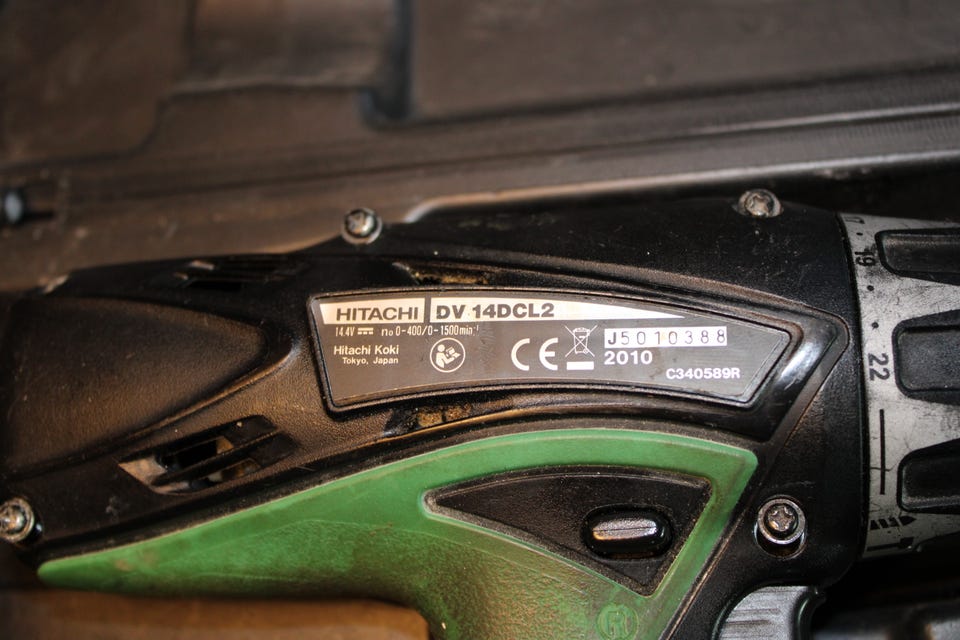 HITACHI DV 14DCL2
14.4V n₀ 0-400/0-1500min⁻¹
Hitachi Koki
Tokyo, Japan
CE
J5010388
2010
C340589R
19
22